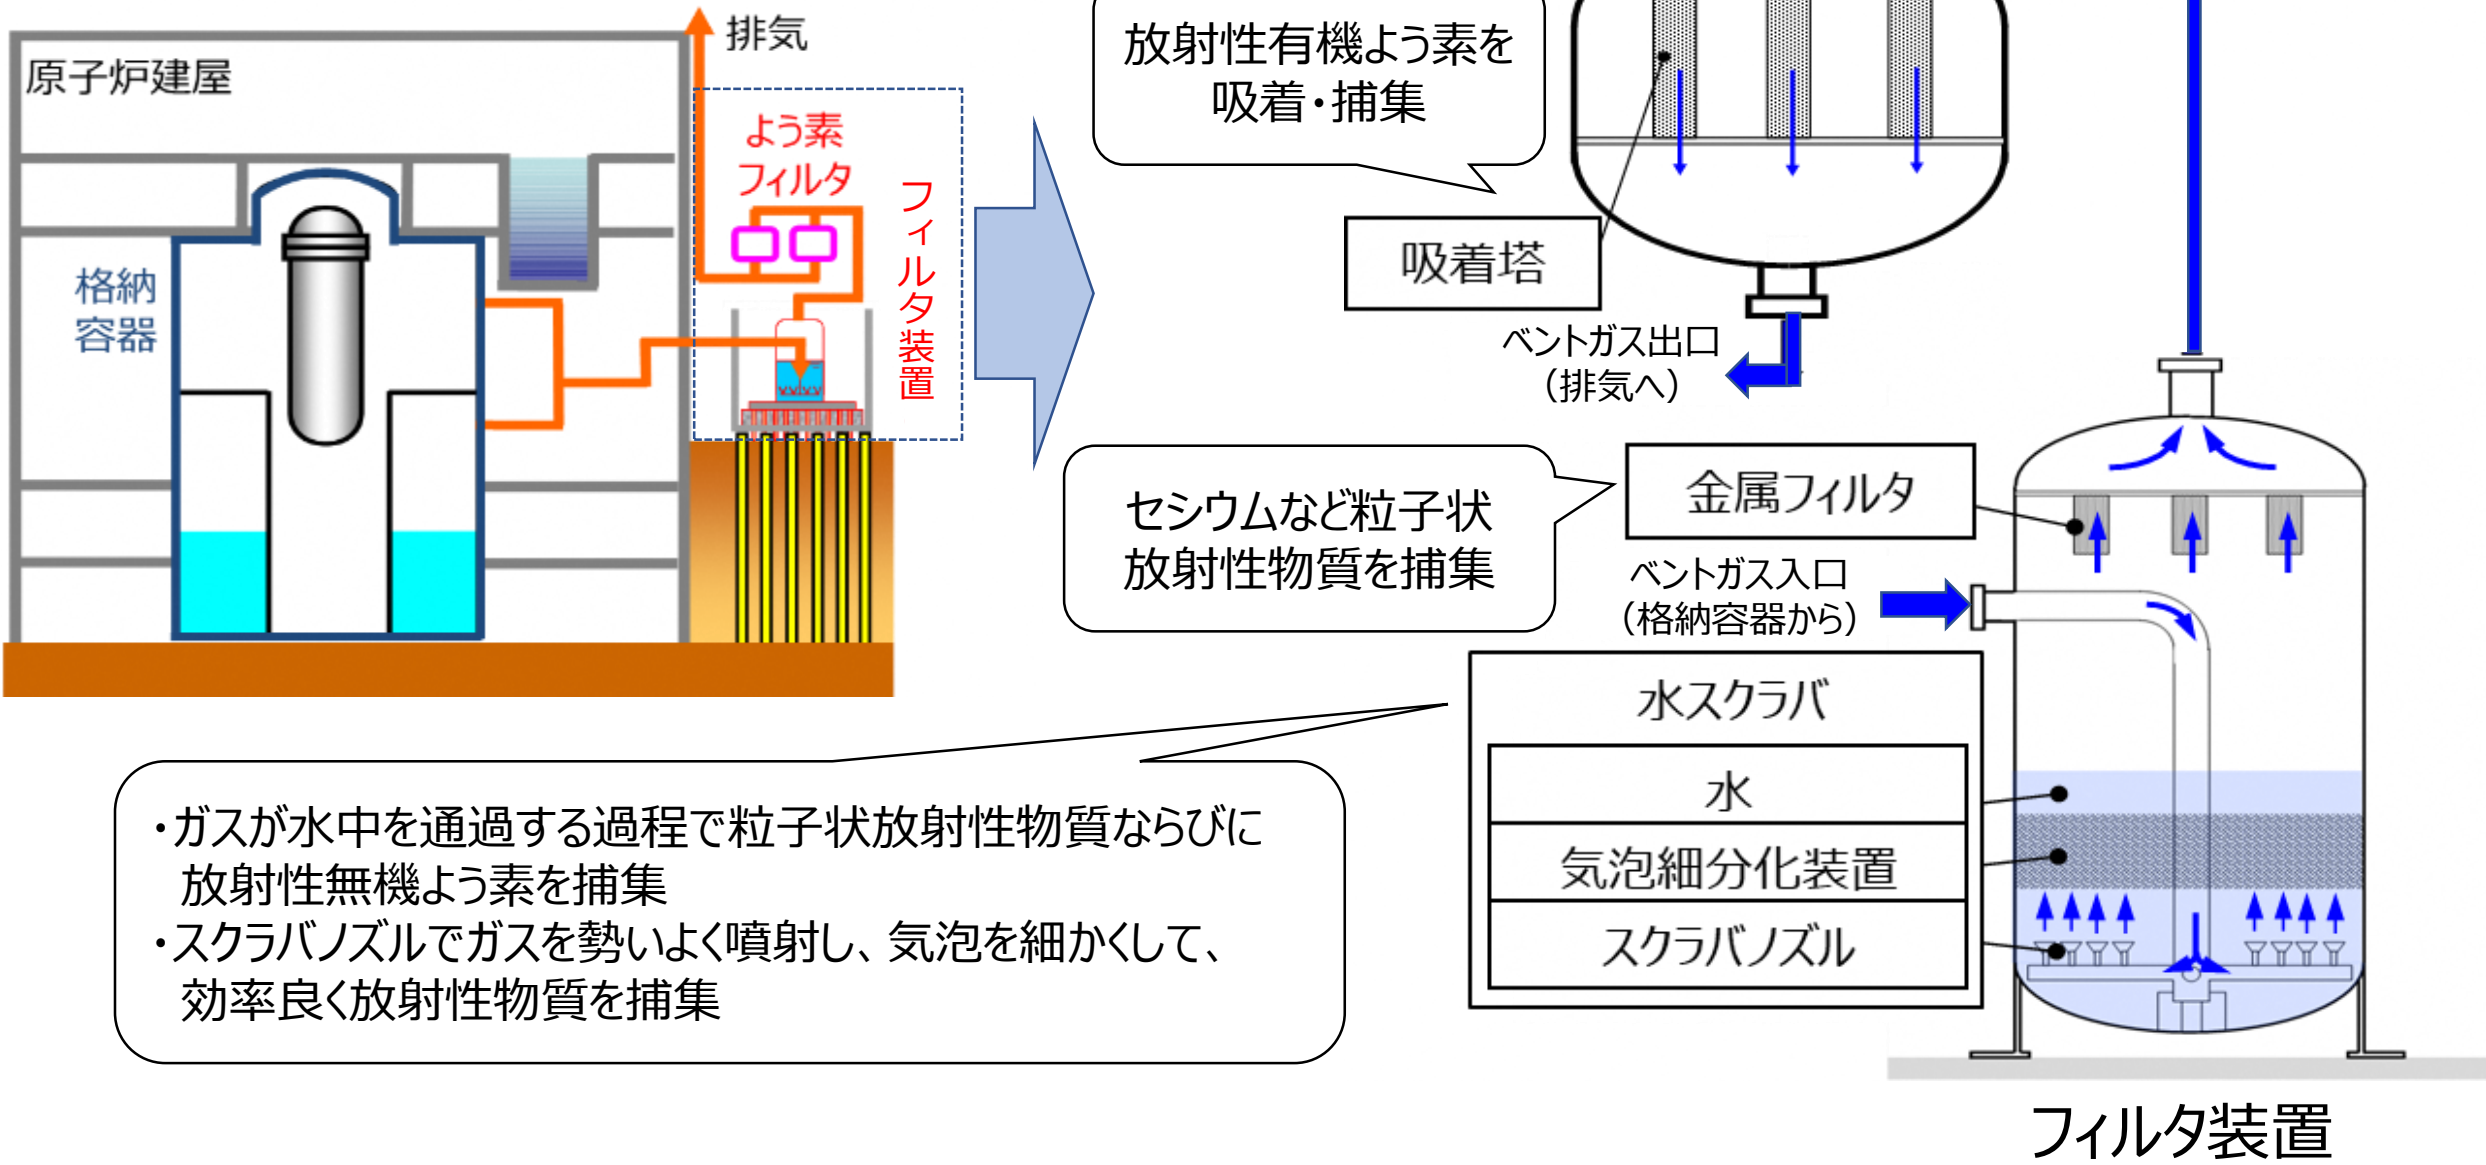 排気
原子炉建屋
よう素
フィルタ
フィルタ装置
格納
容器
放射性有機よう素を
吸着・捕集
吸着塔
ベントガス出口
（排気へ）
セシウムなど粒子状
放射性物質を捕集
金属フィルタ
ベントガス入口
（格納容器から）
水スクラバ
水
気泡細分化装置
スクラバノズル
・ガスが水中を通過する過程で粒子状放射性物質ならびに
放射性無機よう素を捕集
・スクラバノズルでガスを勢いよく噴射し、気泡を細かくして、
効率良く放射性物質を捕集
フィルタ装置